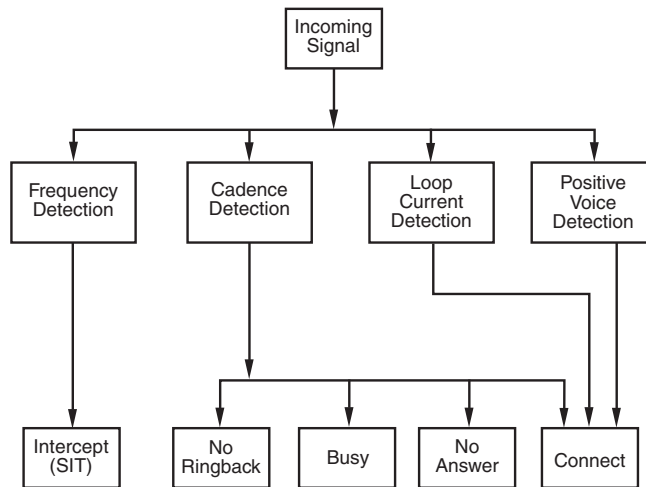 Incoming
Signal
Frequency
Detection
Cadence
Detection
Loop
Current
Detection
Positive
Voice
Detection
Intercept
(SIT)
No
Ringback
Busy
No
Answer
Connect